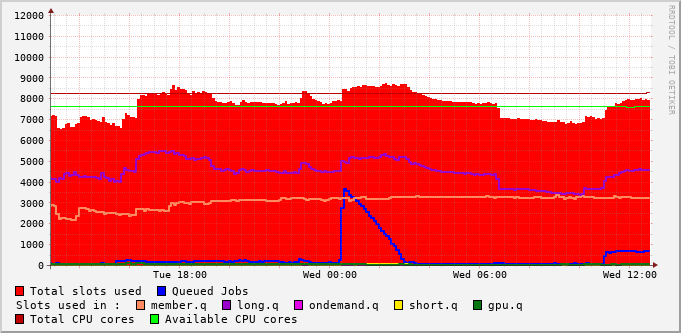 12000
11000
10000
9000
8000
7000
6000
5000
4000
3000
2000
1000
0
Tue 18:00 Wed 00:00 Wed 06:00 Wed 12:00
Total slots used Queued Jobs
Slots used in : member.q long.q ondemand.q short.q gpu.q
Total CPU cores Available CPU cores
RRDTOOL / TOBI OETIKER